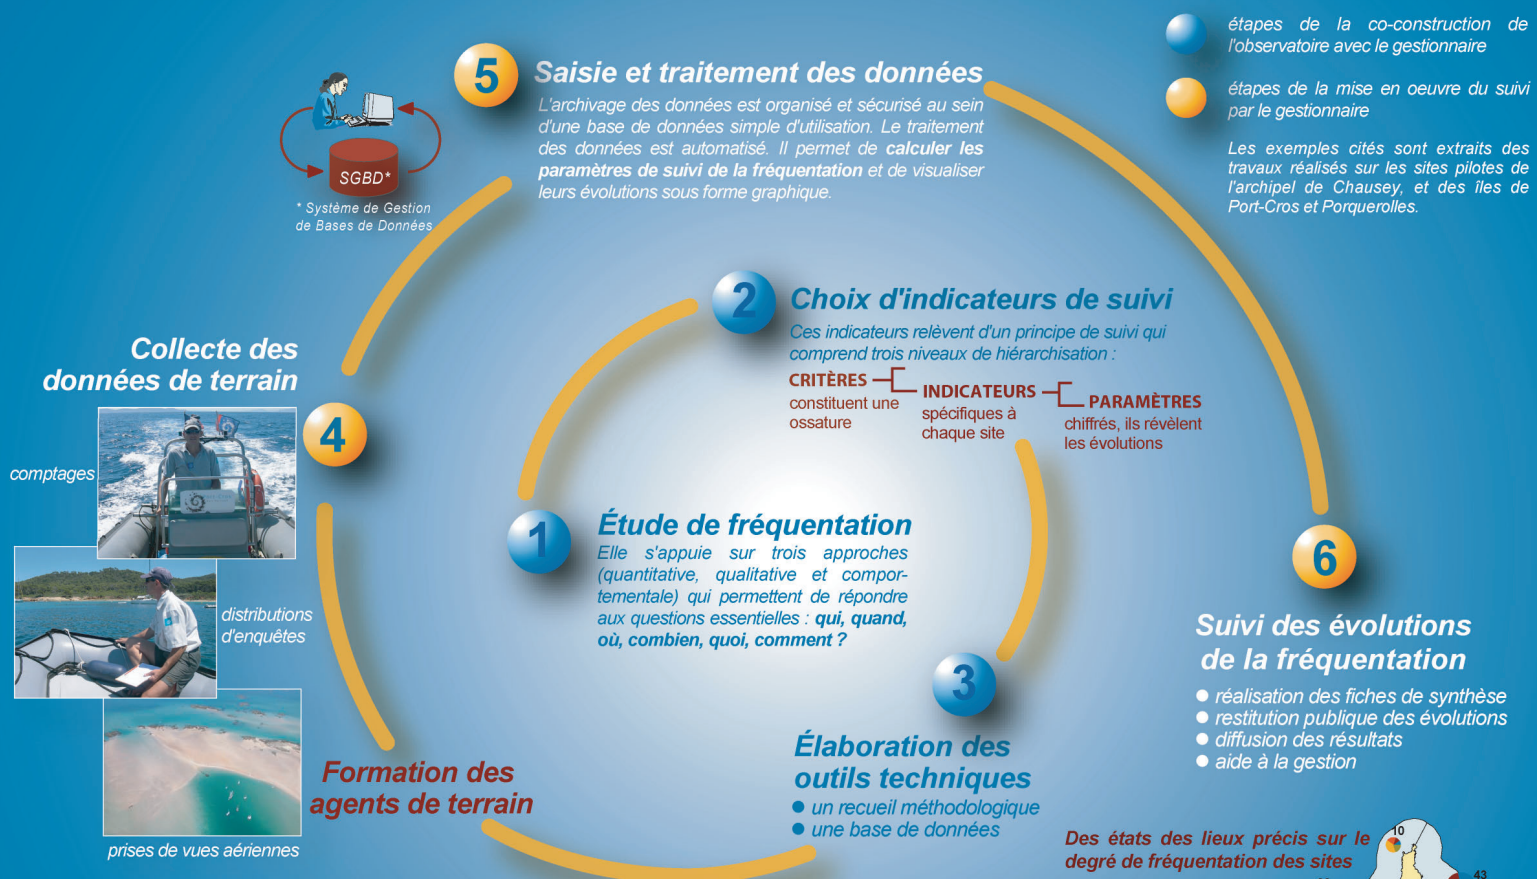 étapes de la co-construction de
l'observatoire avec le gestionnaire
étapes de la mise en oeuvre du suivi
par le gestionnaire
Les exemples cités sont extraits des
travaux réalisés sur les sites pilotes de
l'archipel de Chausey, et des îles de
Port-Cros et Porquerolles.
5
Saisie et traitement des données
L'archivage des données est organisé et sécurisé au sein
d'une base de données simple d'utilisation. Le traitement
des données est automatisé. Il permet de calculer les
paramètres de suivi de la fréquentation et de visualiser
leurs évolutions sous forme graphique.
SGBD*
* Système de Gestion
de Bases de Données
2
Choix d'indicateurs de suivi
Ces indicateurs relèvent d'un principe de suivi qui
comprend trois niveaux de hiérarchisation :
CRITÈRES
constituent une
ossature
INDICATEURS
spécifiques à
chaque site
PARAMÈTRES
chiffrés, ils révèlent
les évolutions
Collecte des
données de terrain
4
comptages
distributions
d'enquêtes
prises de vues aériennes
1
Étude de fréquentation
Elle s'appuie sur trois approches
(quantitative, qualitative et compor-
tementale) qui permettent de répondre
aux questions essentielles : qui, quand,
où, combien, quoi, comment ?
6
Suivi des évolutions
de la fréquentation
réalisation des fiches de synthèse
restitution publique des évolutions
diffusion des résultats
aide à la gestion
3
Élaboration des
outils techniques
un recueil méthodologique
une base de données
Formation des
agents de terrain
Des états des lieux précis sur le
degré de fréquentation des sites
10
43